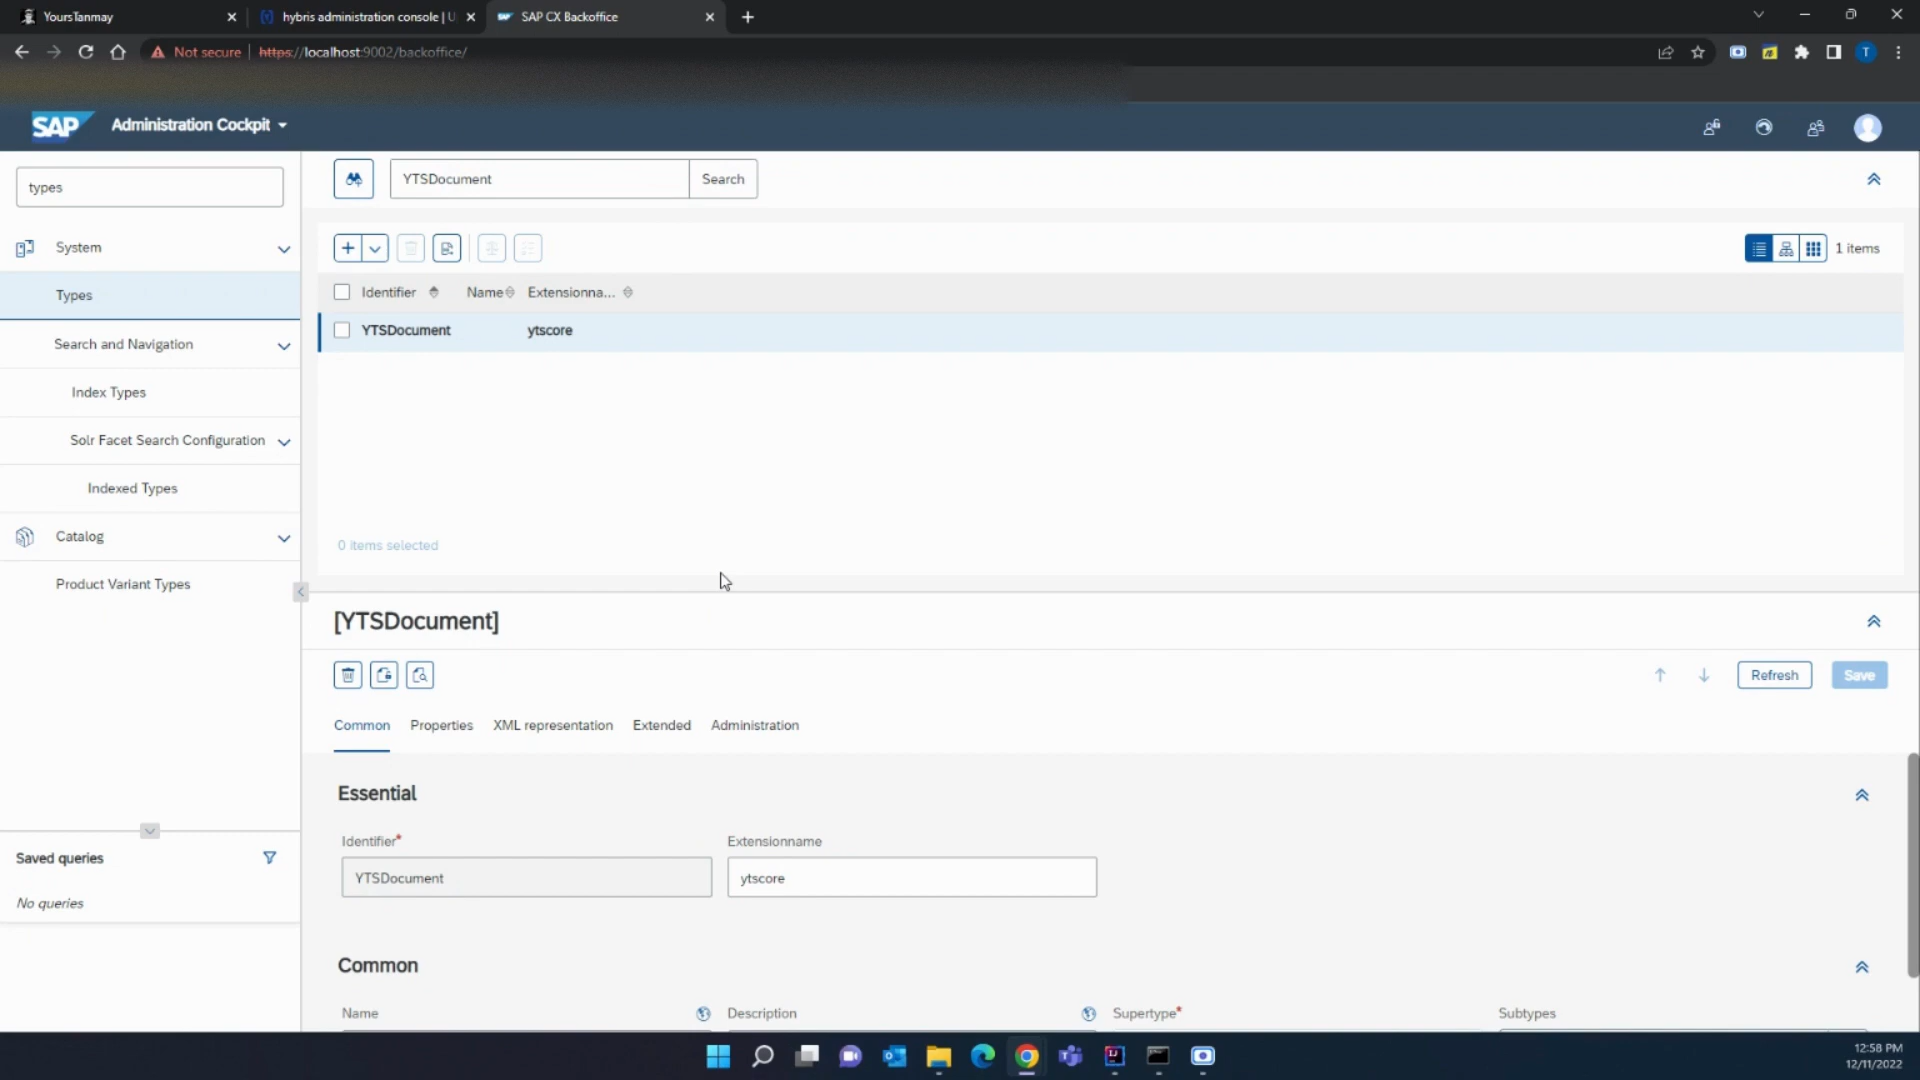 YoursTanmay
hybris administration console | U
SAP CX Backoffice
Not secure | https://localhost:9002/backoffice/
T
SAP
Administration Cockpit
types
YTSDocument
Search
System
1 items
Identifier
Name
Extensionna...
Types
YTSDocument
ytscore
Search and Navigation
Index Types
Solr Facet Search Configuration
Indexed Types
Catalog
0 items selected
Product Variant Types
[YTSDocument]
Refresh
Save
Common
Properties
XML representation
Extended
Administration
Essential
Identifier*
Extensionname
Saved queries
YTSDocument
ytscore
No queries
Common
Name
Description
Supertype*
Subtypes
12:58 PM
12/11/2022